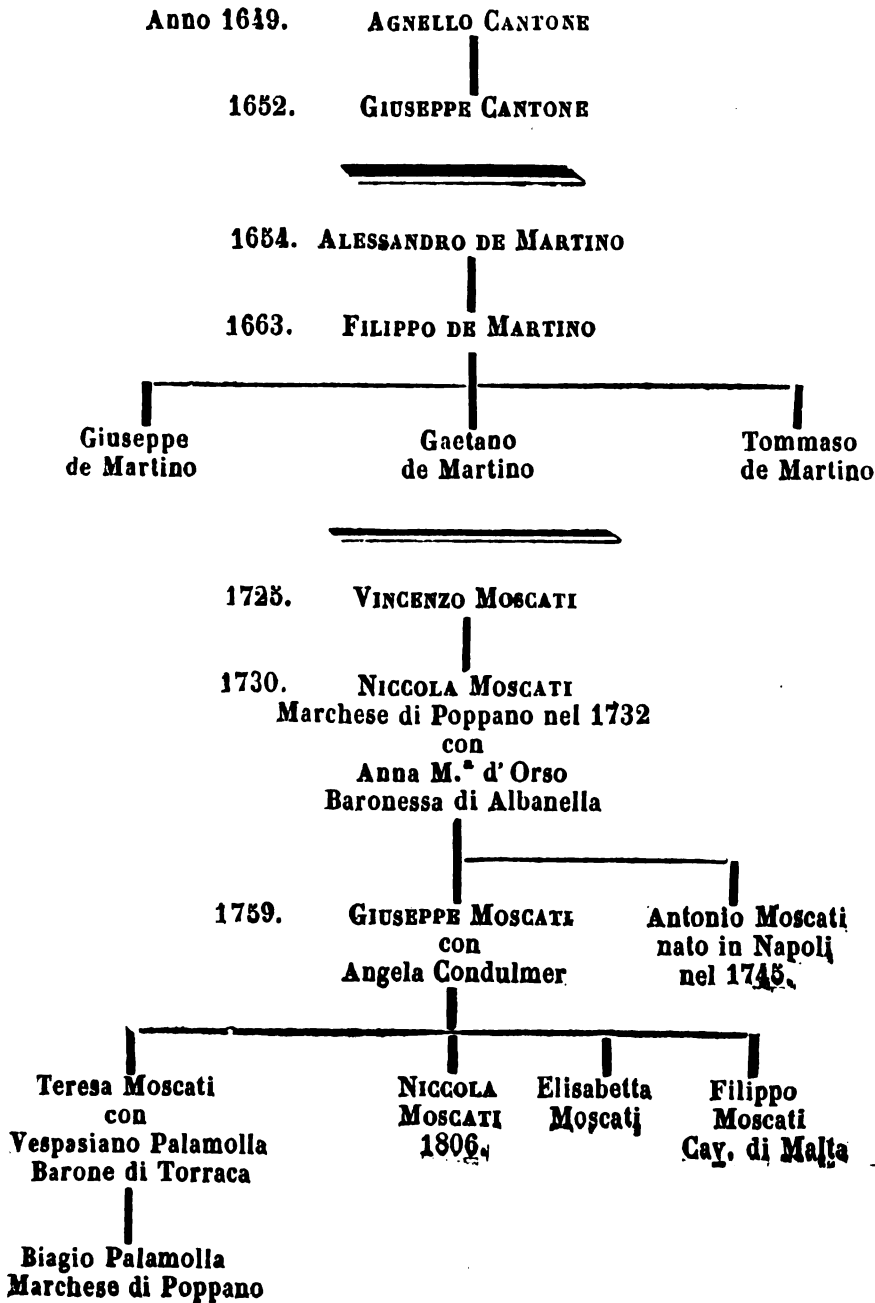 Anno 1649. AGNELLO CANTONE
1652. GIUSEPPE CANTONE
1654. ALESSANDRO DE MARTINO
1663. FILIPPO DE MARTINO
Giuseppe
de Martino
Gaetano
de Martino
Tommaso
de Martino
1725. VINCENZO MOSCATI
1730. NICCOLA MOSCATI
Marchese di Poppano nel 1732
con
Anna M.ª d'Orso
Baronessa di Albanella
1759. GIUSEPPE MOSCATI
con
Angela Condulmer
Antonio Moscati
nato in Napoli
nel 1745.
Teresa Moscati
con
Vespasiano Palamolla
Barone di Torraca
NICCOLA
MOSCATI
1806.
Elisabetta
Moscati
Filippo
Moscati
Cav. di Malta
Biagio Palamolla
Marchese di Poppano